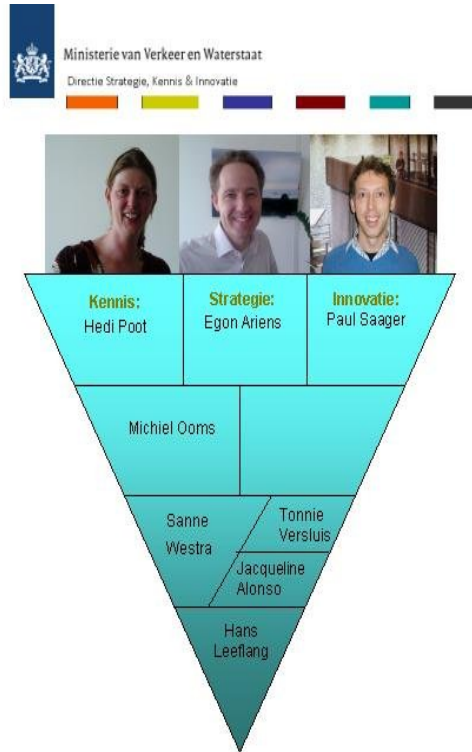 Ministerie van Verkeer en Waterstaat
Directie Strategie, Kennis & Innovatie
Kennis:
Hedi Poot
Strategie:
Egon Ariens
Innovatie:
Paul Saager
Michiel Ooms
Sanne
Westra
Tonnie
Versluis
Jacqueline
Alonso
Hans
Leeflang